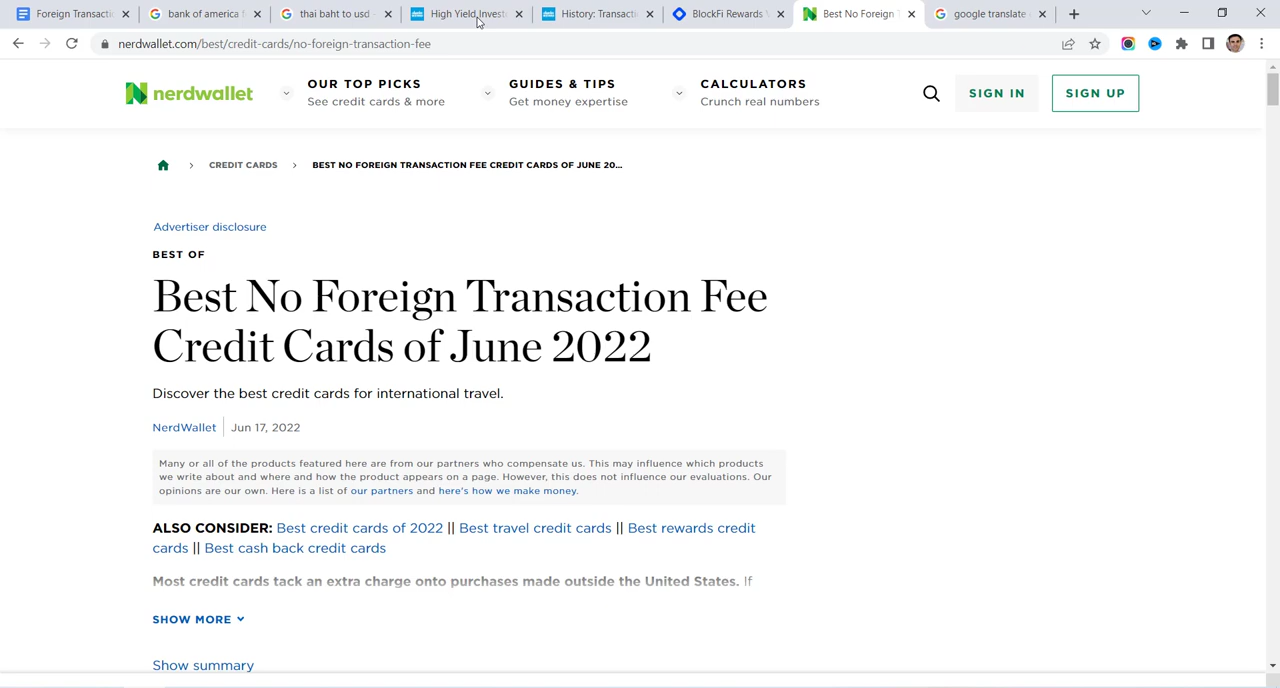 Foreign Transacti
bank of america f
thai baht to usd -
High Yield Invest
History: Transacti
BlockFi Rewards V
Best No Foreign T
google translate -
nerdwallet.com/best/credit-cards/no-foreign-transaction-fee
nerdwallet
OUR TOP PICKS
See credit cards & more
GUIDES & TIPS
Get money expertise
CALCULATORS
Crunch real numbers
SIGN IN
SIGN UP
CREDIT CARDS
BEST NO FOREIGN TRANSACTION FEE CREDIT CARDS OF JUNE 20...
Advertiser disclosure
BEST OF
Best No Foreign Transaction Fee
Credit Cards of June 2022
Discover the best credit cards for international travel.
NerdWallet
Jun 17, 2022
Many or all of the products featured here are from our partners who compensate us. This may influence which products
we write about and where and how the product appears on a page. However, this does not influence our evaluations. Our
opinions are our own. Here is a list of our partners and here's how we make money.
ALSO CONSIDER: Best credit cards of 2022 || Best travel credit cards || Best rewards credit
cards || Best cash back credit cards
Most credit cards tack an extra charge onto purchases made outside the United States. If
SHOW MORE
Show summary